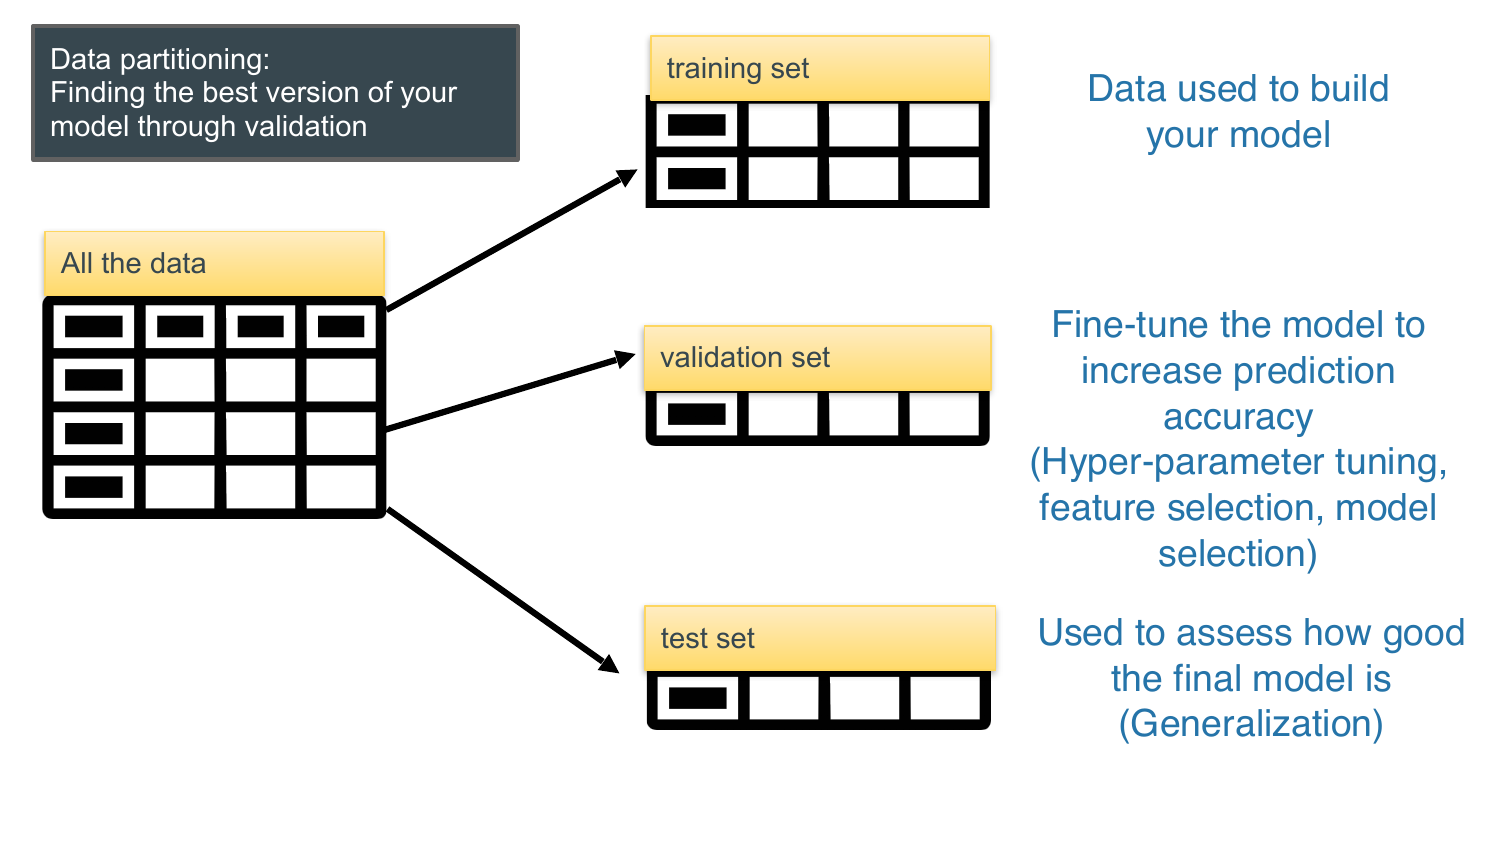 Data partitioning:
Finding the best version of your
model through validation
All the data
training set
Data used to build
your model
validation set
Fine-tune the model to
increase prediction
accuracy
(Hyper-parameter tuning,
feature selection, model
selection)
test set
Used to assess how good
the final model is
(Generalization)